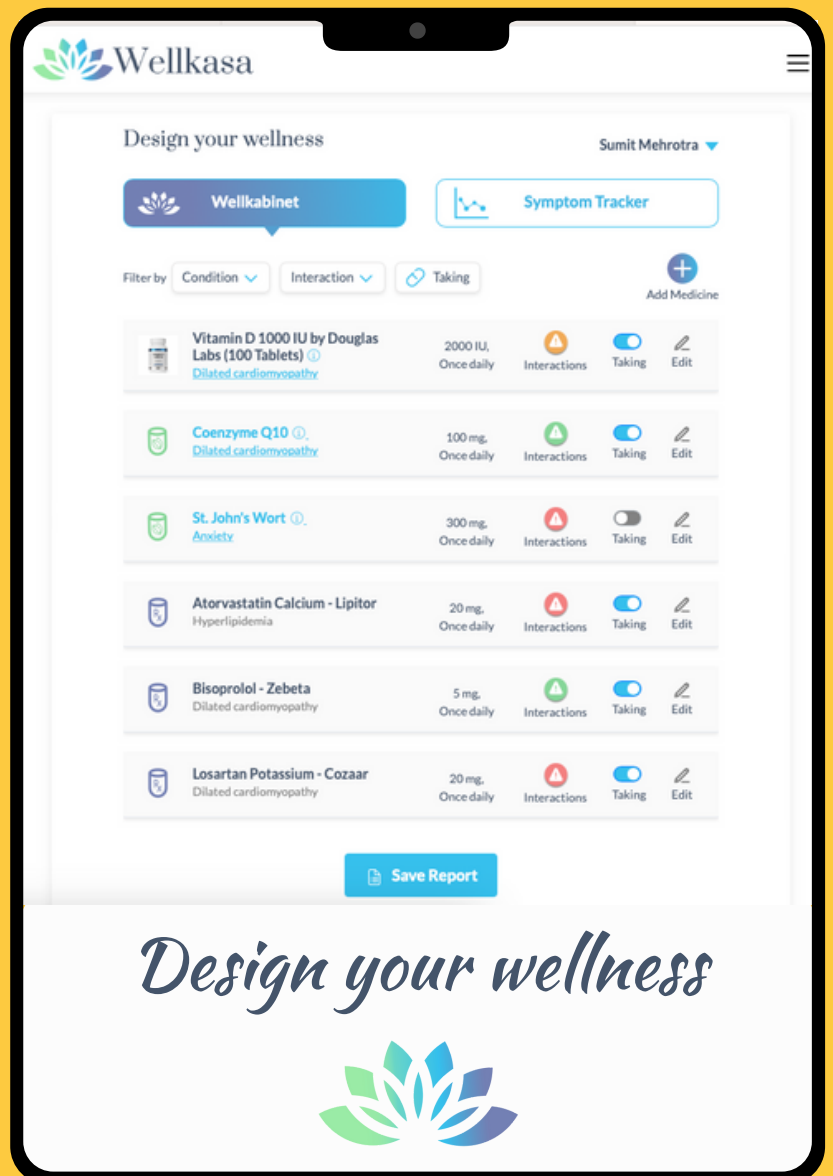 Wellkasa
Design your wellness
Sumit Mehrotra
Wellkabinet
Symptom Tracker
Filter by Condition Interaction Taking
Add Medicine
Vitamin D 1000 IU by Douglas
Labs (100 Tablets)
Dilated cardiomyopathy
2000 IU,
Once daily
Interactions
Taking
Edit
Coenzyme Q10
Dilated cardiomyopathy
100 mg,
Once daily
Interactions
Taking
Edit
St. John's Wort
Anxiety
300 mg,
Once daily
Interactions
Taking
Edit
Atorvastatin Calcium - Lipitor
Hyperlipidemia
20 mg,
Once daily
Interactions
Taking
Edit
Bisoprolol - Zebeta
Dilated cardiomyopathy
5 mg,
Once daily
Interactions
Taking
Edit
Losartan Potassium - Cozaar
Dilated cardiomyopathy
20 mg,
Once daily
Interactions
Taking
Edit
Save Report
Design your wellness